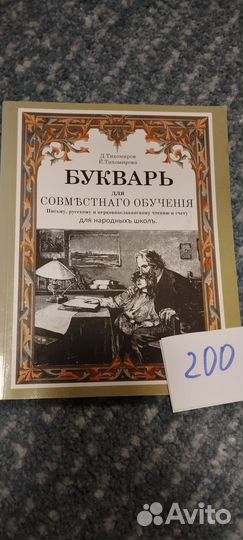 Д.Тихомиров
Е.Тихомирова
БУКВАРЬ
для
СОВМѢСТНАГО ОБУЧЕНІЯ
Письму, русскому и церковнославянскому чтенію и счету
для народныхъ школъ.
200
Avito